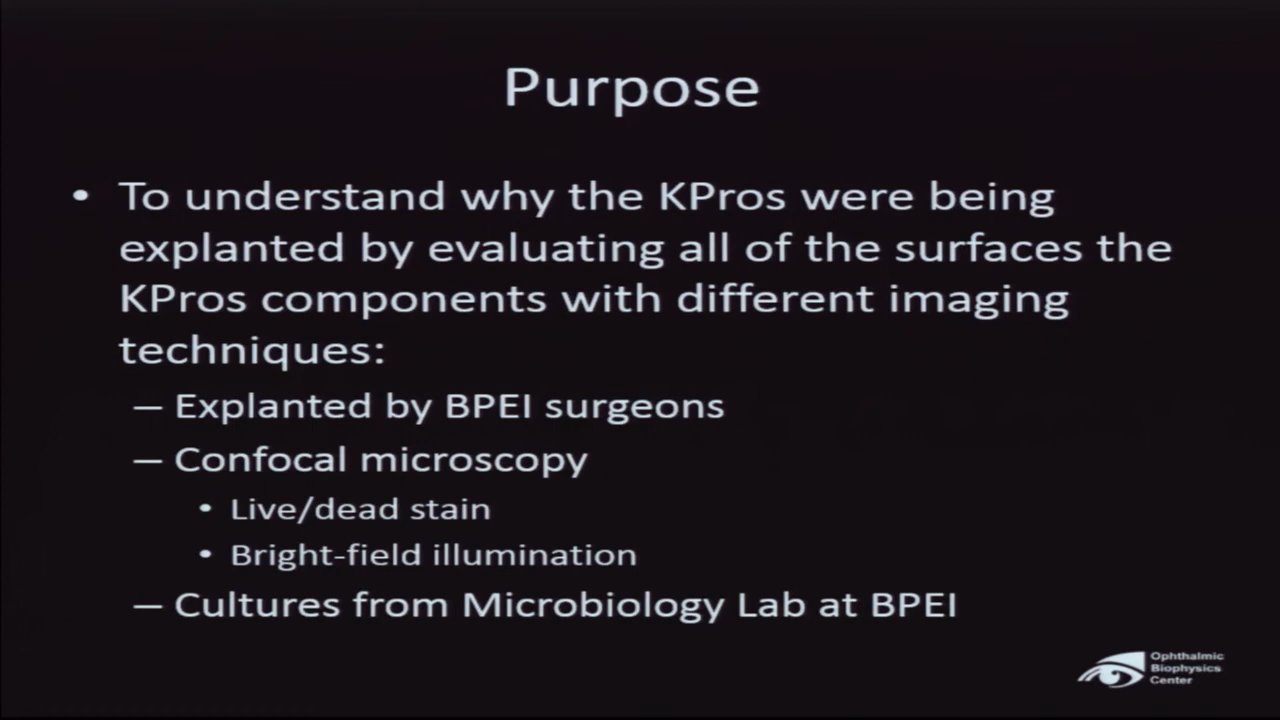 Purpose
• To understand why the KPros were being
explanted by evaluating all of the surfaces the
KPros components with different imaging
techniques:
– Explanted by BPEI surgeons
– Confocal microscopy
• Live/dead stain
• Bright-field illumination
– Cultures from Microbiology Lab at BPEI
Ophthalmic
Biophysics
Center